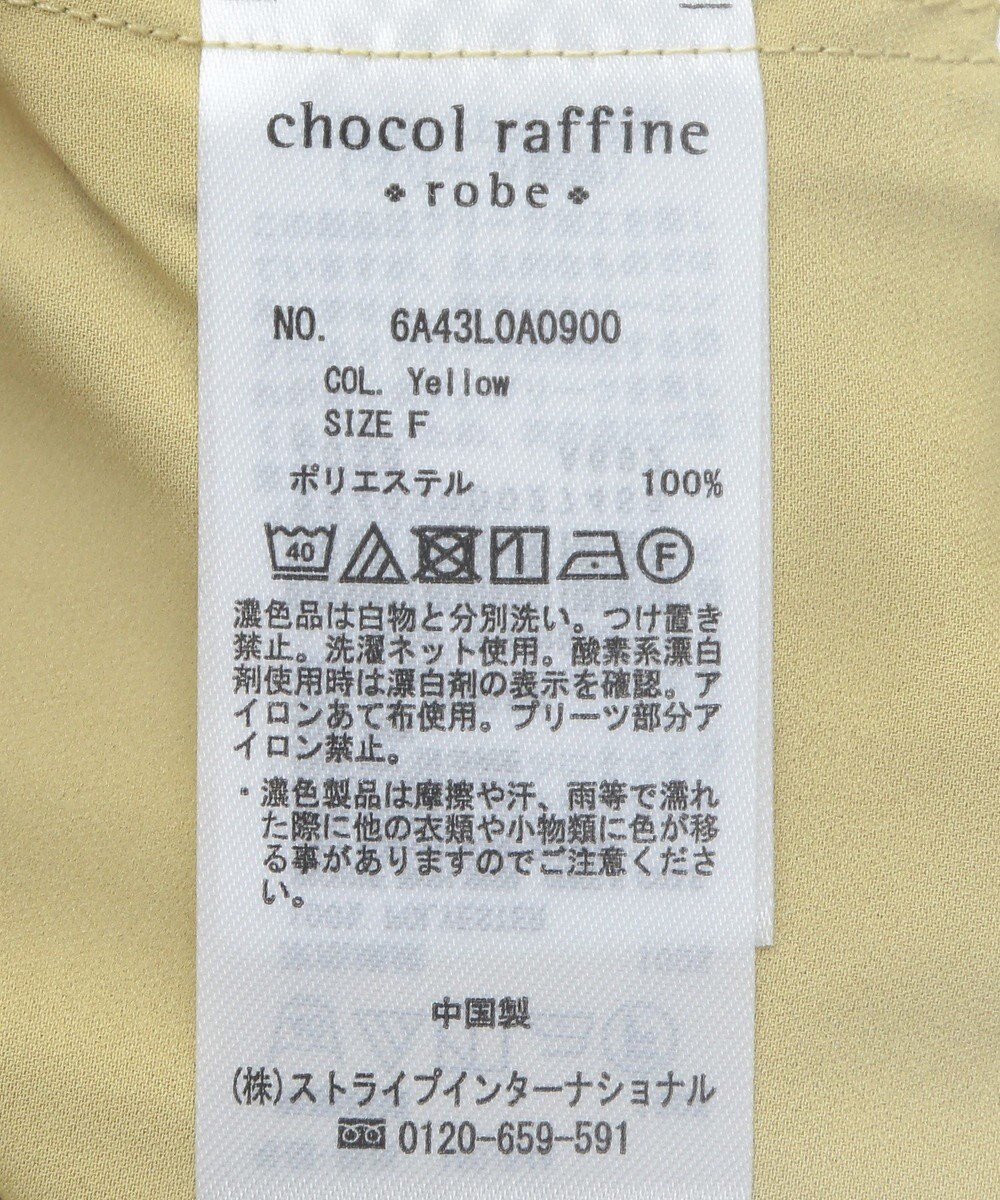 chocol raffine
robe
NO. 6A43L0A0900
COL. Yellow
SIZE F
ポリエステル 100%
40 F
濃色品は白物と分別洗い。つけ置き
禁止。洗濯ネット使用。酸素系漂白
剤使用時は漂白剤の表示を確認。ア
イロンあて布使用。プリーツ部分ア
イロン禁止。
・濃色製品は摩擦や汗、雨等で濡れ
た際に他の衣類や小物類に色が移
る事がありますのでご注意くださ
い。
中国製
(株)ストライプインターナショナル
0120-659-591